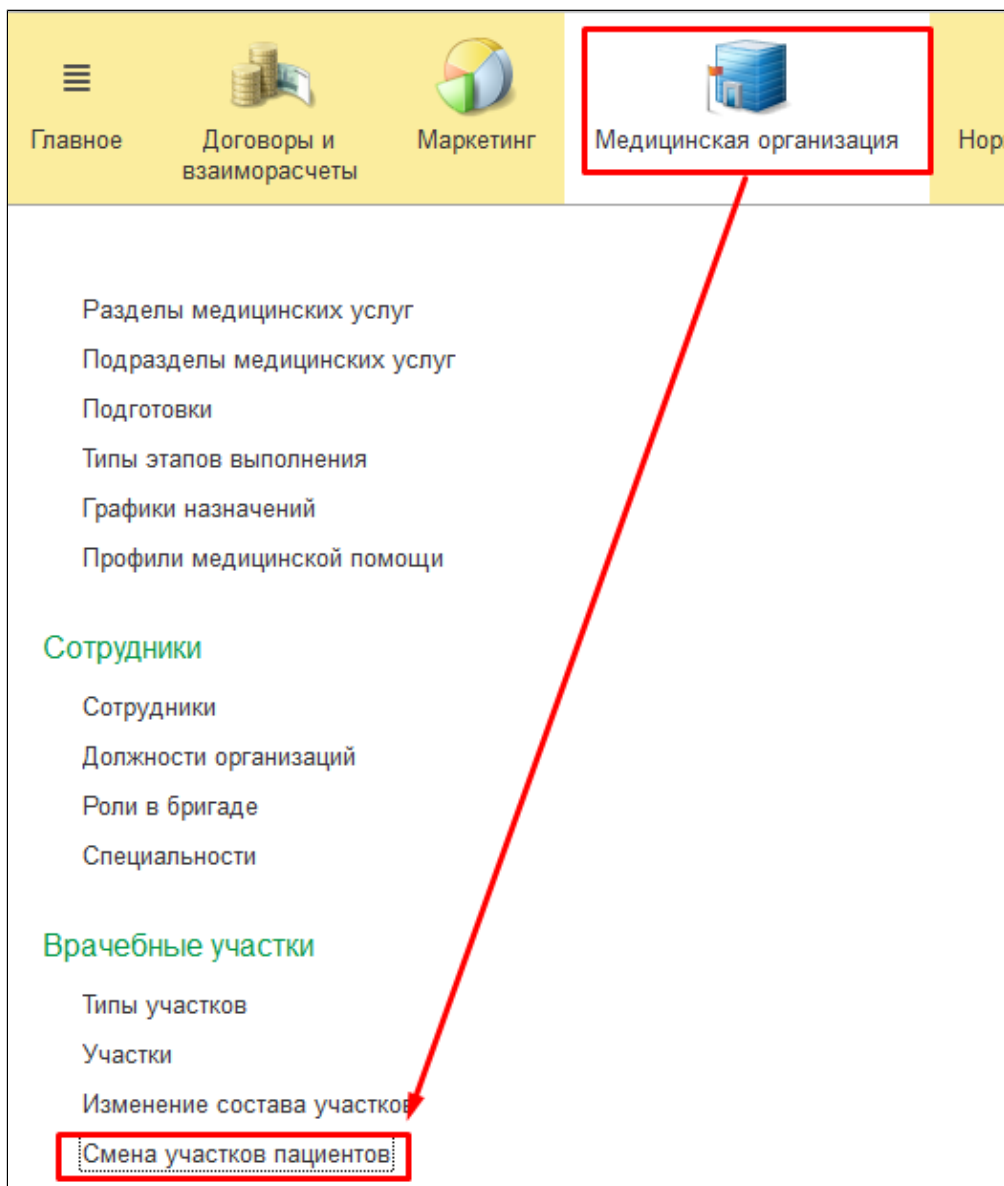 Главное
Договоры и
взаиморасчеты
Маркетинг
Медицинская организация
Разделы медицинских услуг
Подразделы медицинских услуг
Подготовки
Типы этапов выполнения
Графики назначений
Профили медицинской помощи
Сотрудники
Сотрудники
Должности организаций
Роли в бригаде
Специальности
Врачебные участки
Типы участков
Участки
Изменение состава участков
Смена участков пациентов